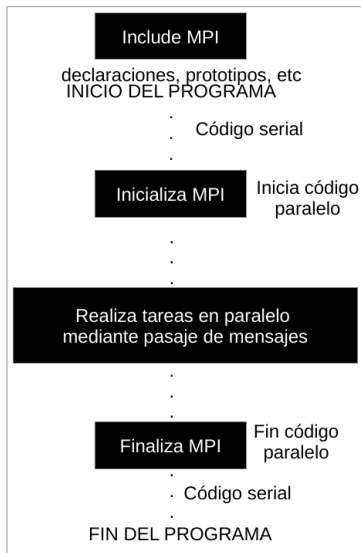 Include MPI
declaraciones, prototipos, etc
INICIO DEL PROGRAMA
Código serial
Inicializa MPI
Inicia código
paralelo
Realiza tareas en paralelo
mediante pasaje de mensajes
Finaliza MPI
Fin código
paralelo
Código serial
FIN DEL PROGRAMA